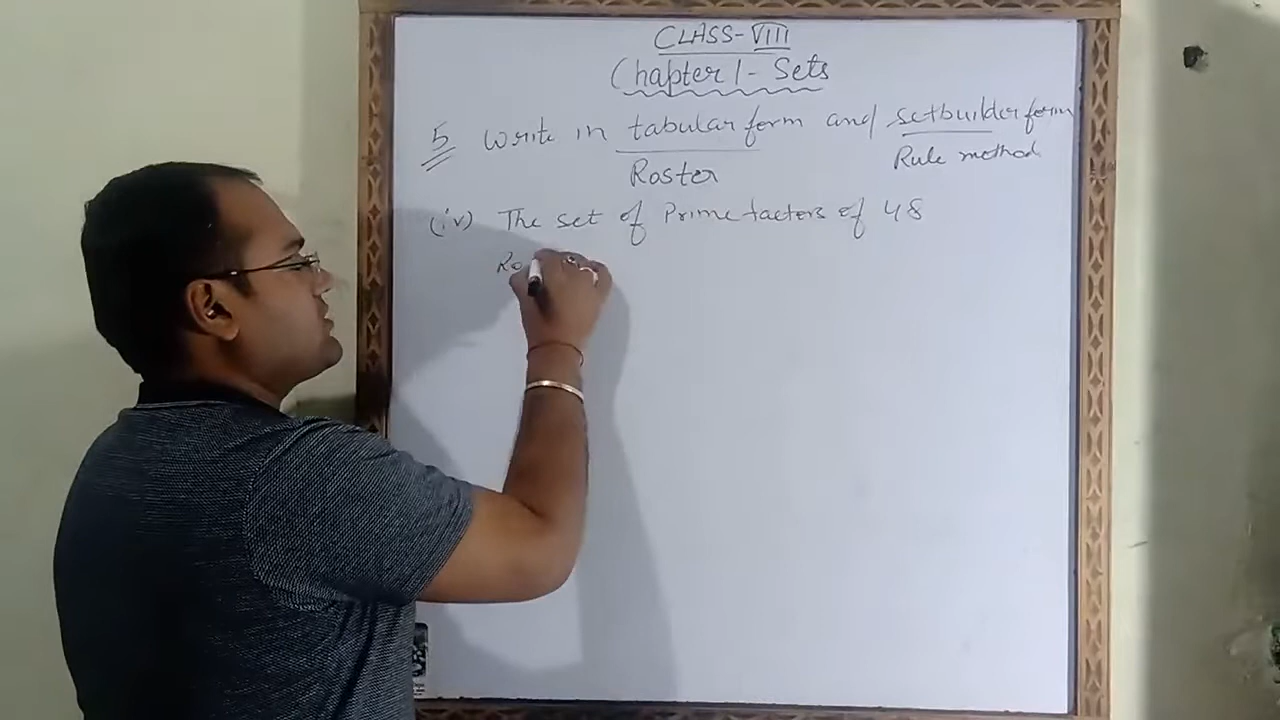 CLASS-VIII
Chapter 1- Sets
5 Write in tabular form and setbuilder form
Roster Rule method
(iv) The set of Prime factors of 48
Ro